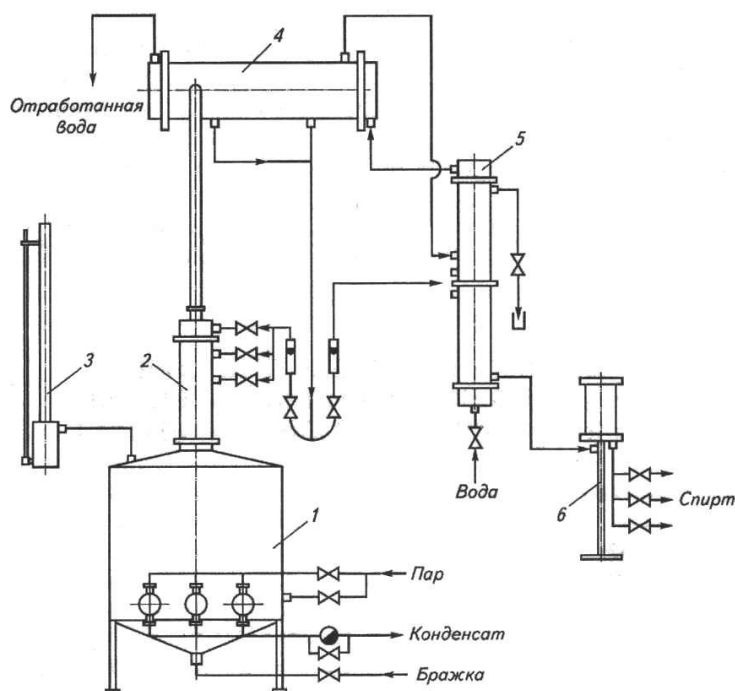 4
Отработанная
вода
5
3
2
1
6
Вода
Спирт
Пар
Конденсат
Бражка